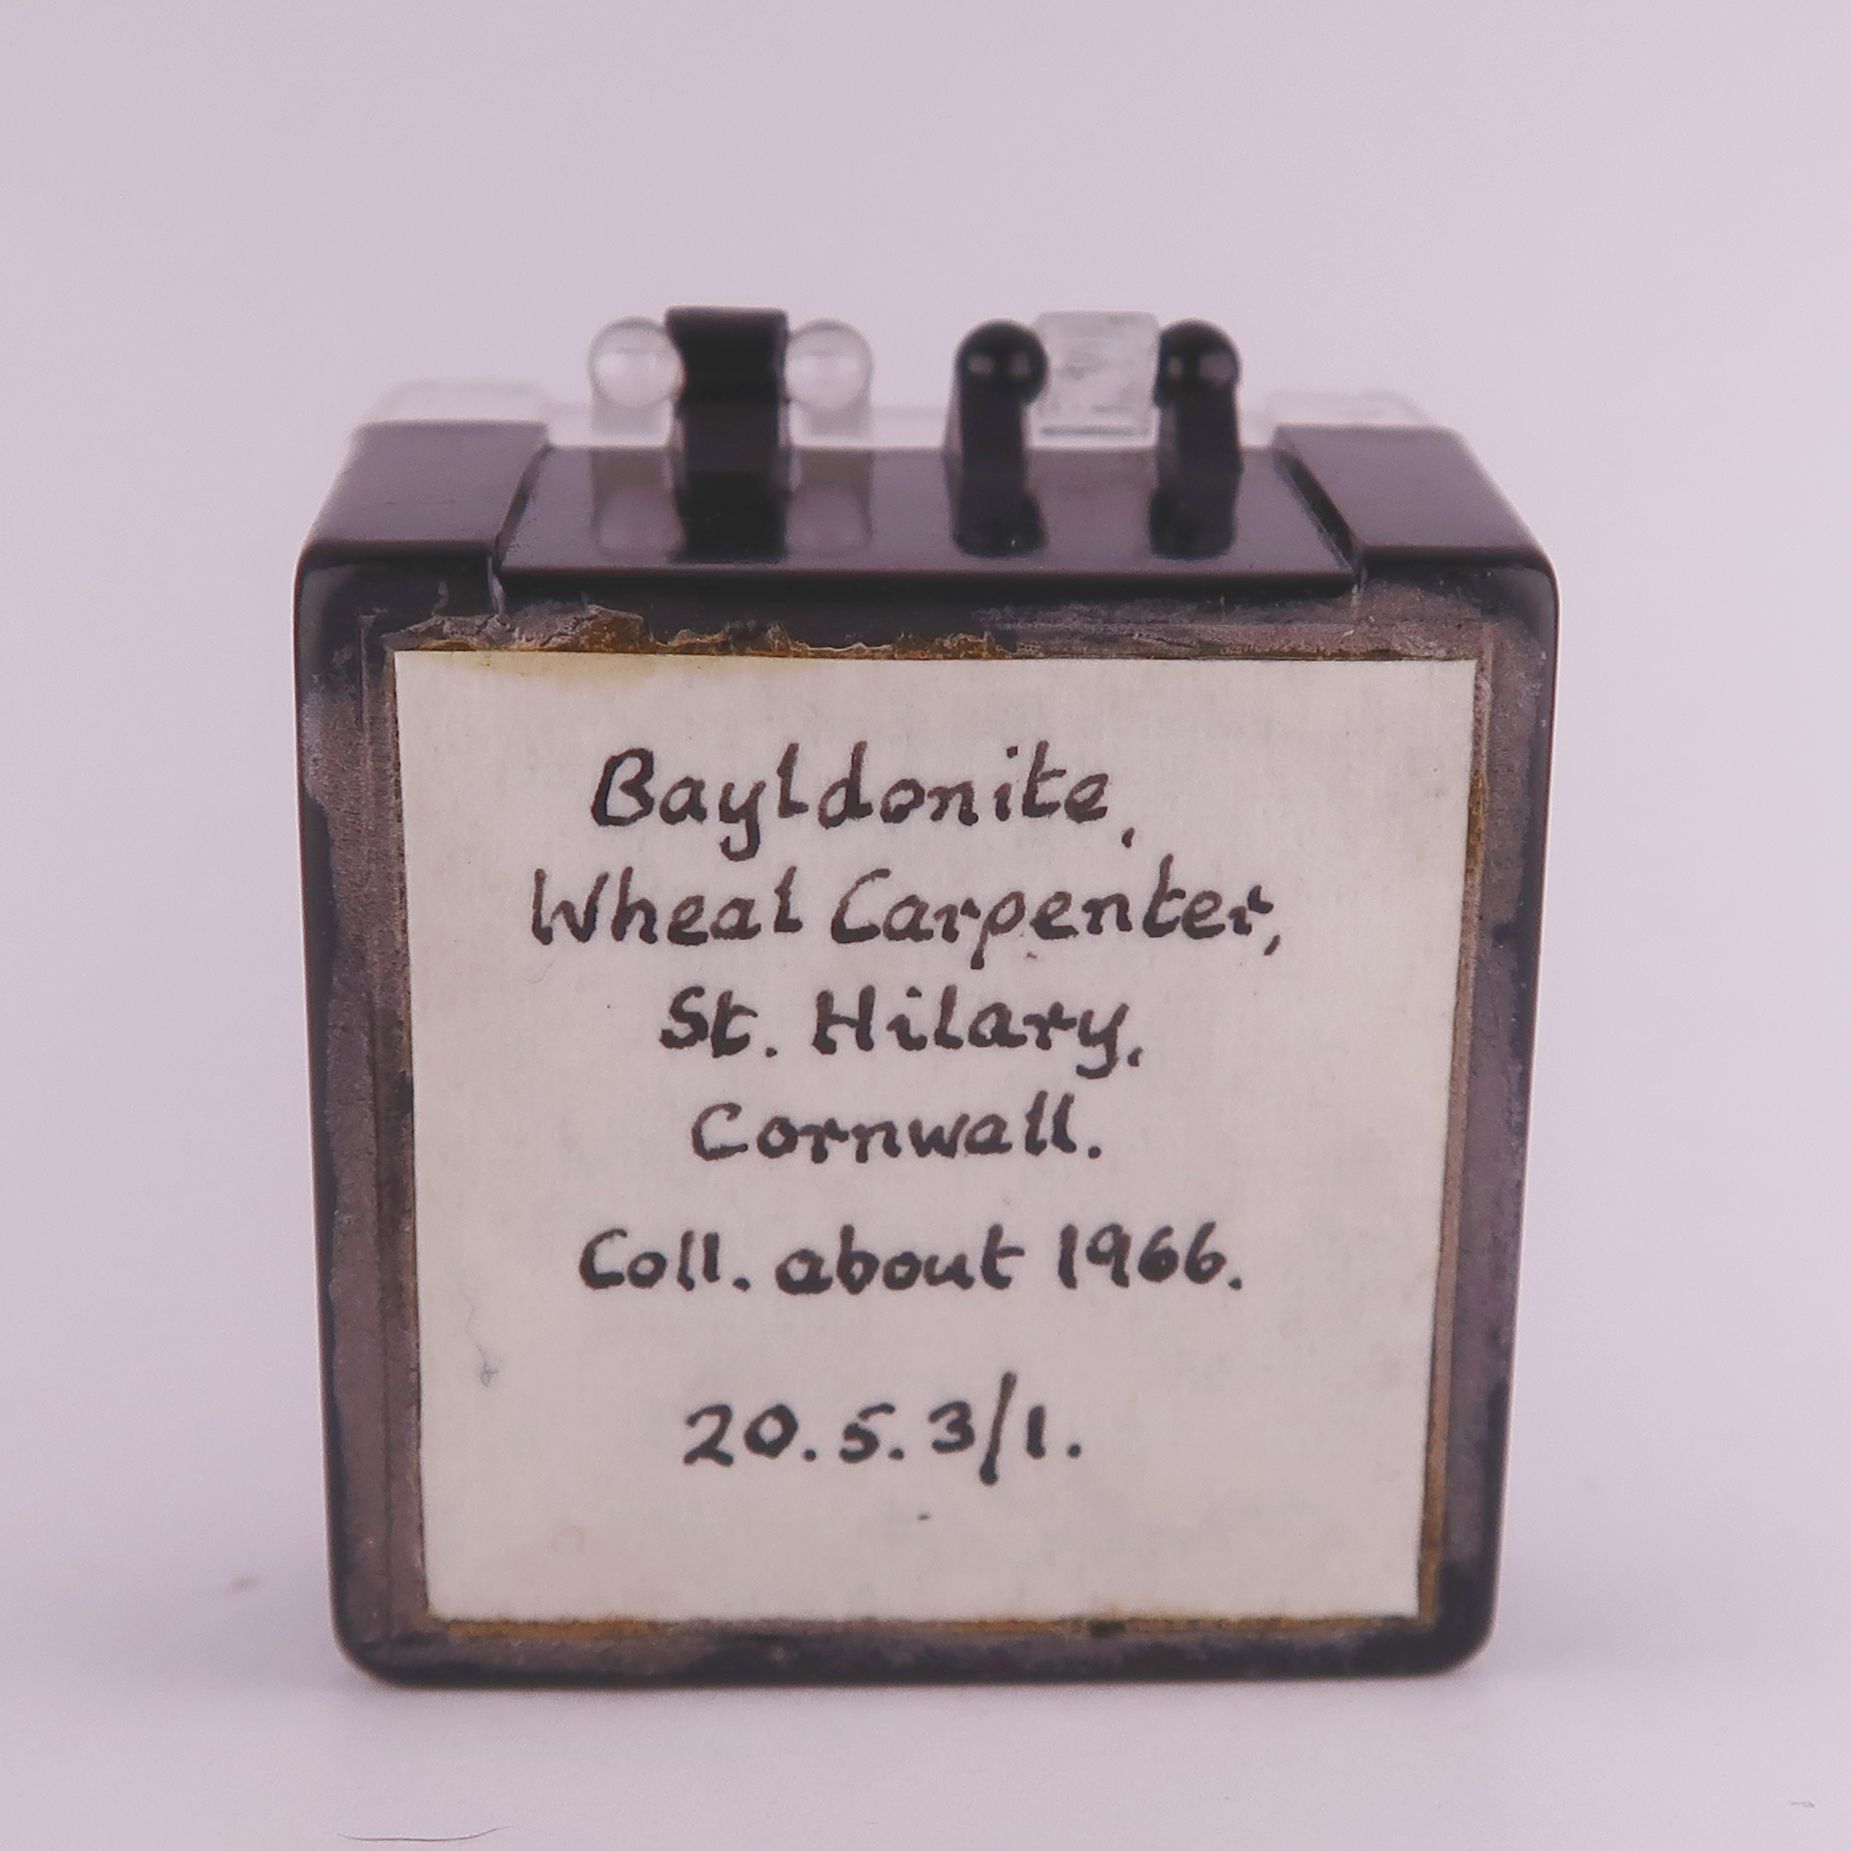 Bayldonite,
Wheal Carpenter,
St. Hilary,
Cornwall.
Coll. about 1966.
20.5.3/1.